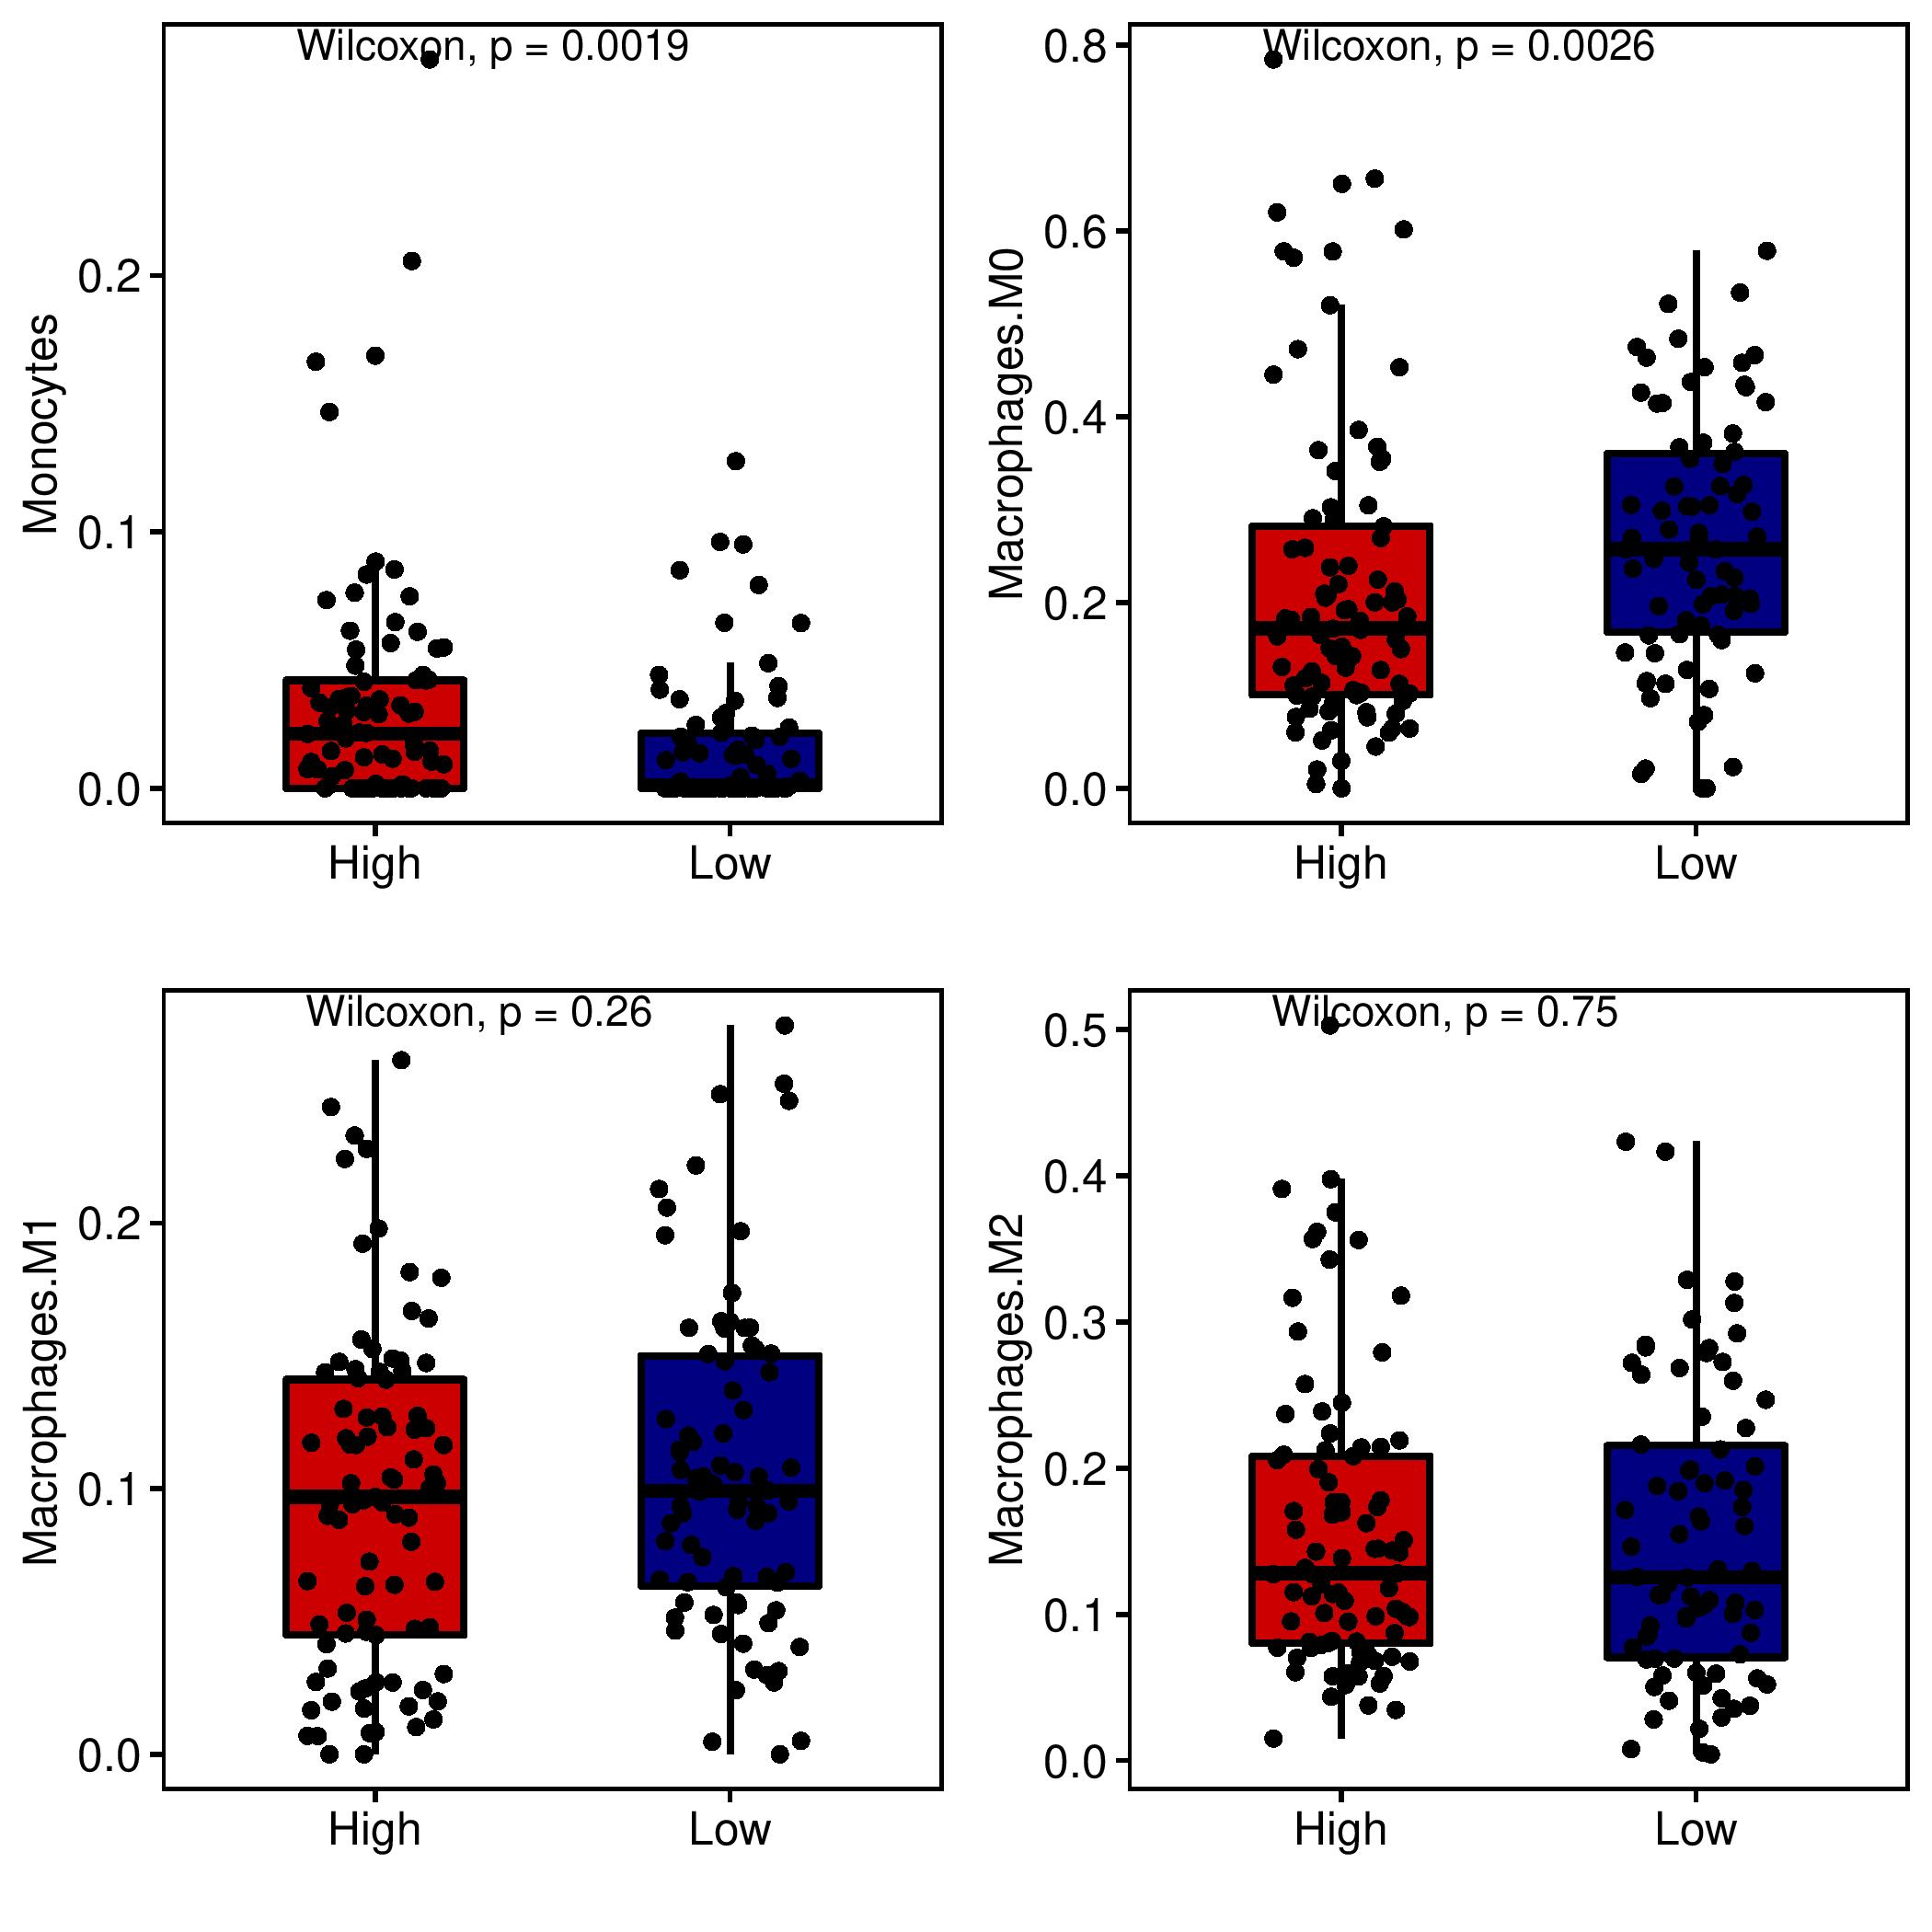 Wilcoxon, p = 0.0019
Monocytes
0.2
0.1
0.0
High Low
Wilcoxon, p = 0.0026
Macrophages.M0
0.8
0.6
0.4
0.2
0.0
High Low
Wilcoxon, p = 0.26
Macrophages.M1
0.2
0.1
0.0
High Low
Wilcoxon, p = 0.75
Macrophages.M2
0.5
0.4
0.3
0.2
0.1
0.0
High Low